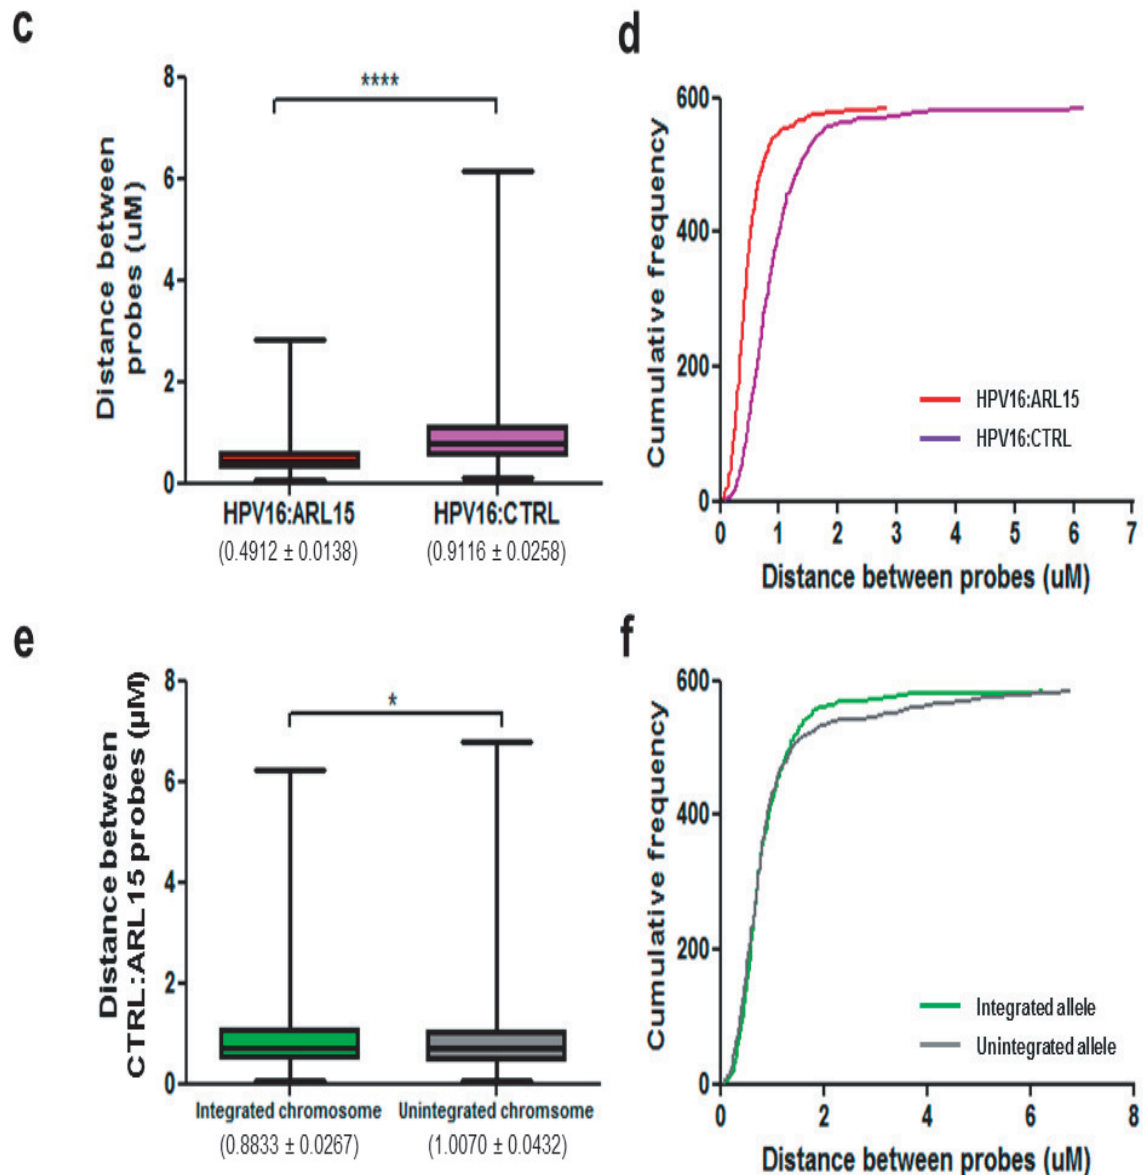 c
Distance between
probes (uM)
8
6
4
2
0
****
HPV16:ARL15
HPV16:CTRL
(0.4912 ± 0.0138)
(0.9116 ± 0.0258)
d
Cumulative frequency
600
400
200
0
HPV16:ARL15
HPV16:CTRL
0 1 2 3 4 5 6 7
Distance between probes (uM)
e
Distance between
CTRL:ARL15 probes (µM)
8
6
4
2
0
*
Integrated chromosome
Unintegrated chromsome
(0.8833 ± 0.0267)
(1.0070 ± 0.0432)
f
Cumulative frequency
600
400
200
0
Integrated allele
Unintegrated allele
0 2 4 6 8
Distance between probes (uM)